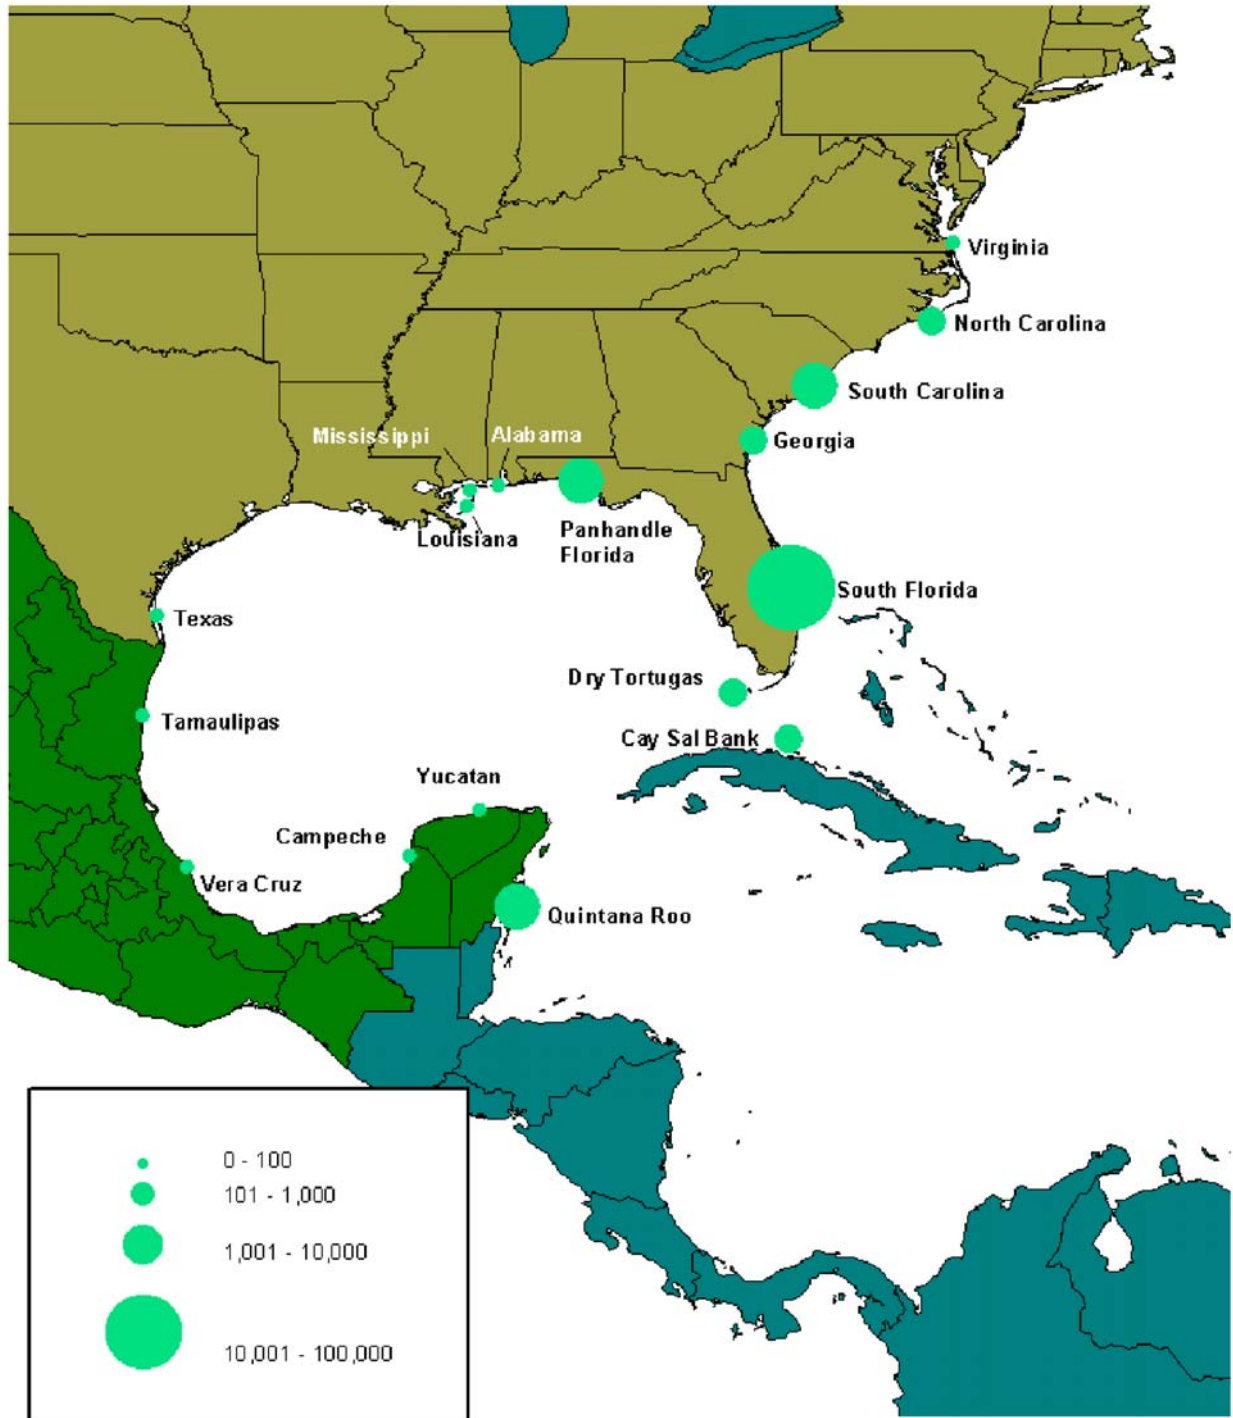 Virginia
North Carolina
South Carolina
Mississippi
Alabama
Georgia
Louisiana
Panhandle
Florida
South Florida
Texas
Dry Tortugas
Tamaulipas
Cay Sal Bank
Yucatan
Campeche
Vera Cruz
Quintana Roo
0 - 100
101 - 1,000
1,001 - 10,000
10,001 - 100,000